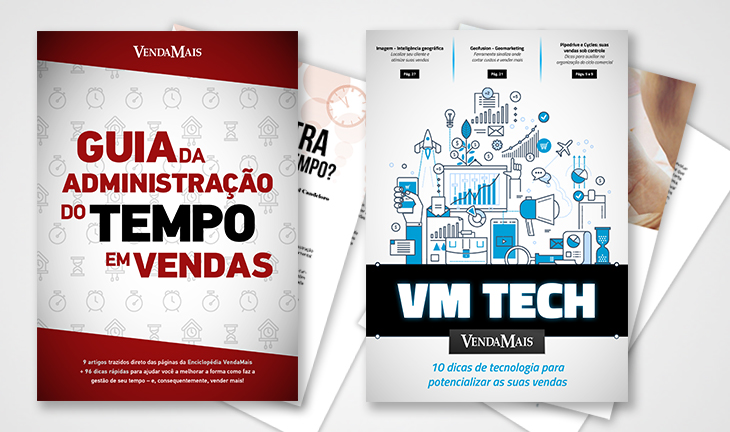 VENDAMAIS
GUIA DA
ADMINISTRAÇÃO
DO TEMPO
EM VENDAS
9 artigos trazidos direto das páginas da Enciclopédia VendaMais
+ 96 dicas rápidas para ajudar você a melhorar a forma como faz a
gestão de seu tempo – e, consequentemente, vender mais!
TRA
EMPO?
Imagem – Inteligência geográfica
Localize seu cliente e
otimize suas vendas
Pág. 27
Geofusion – Geomarketing
Ferramenta sinaliza onde
cortar custos e vender mais
Pág. 21
Pipedrive e Cycles: suas
vendas sob controle
Dicas para auxiliar na
organização do ciclo comercial
Págs. 5 e 9
VM TECH
VENDAMAIS
10 dicas de tecnologia para
potencializar as suas vendas